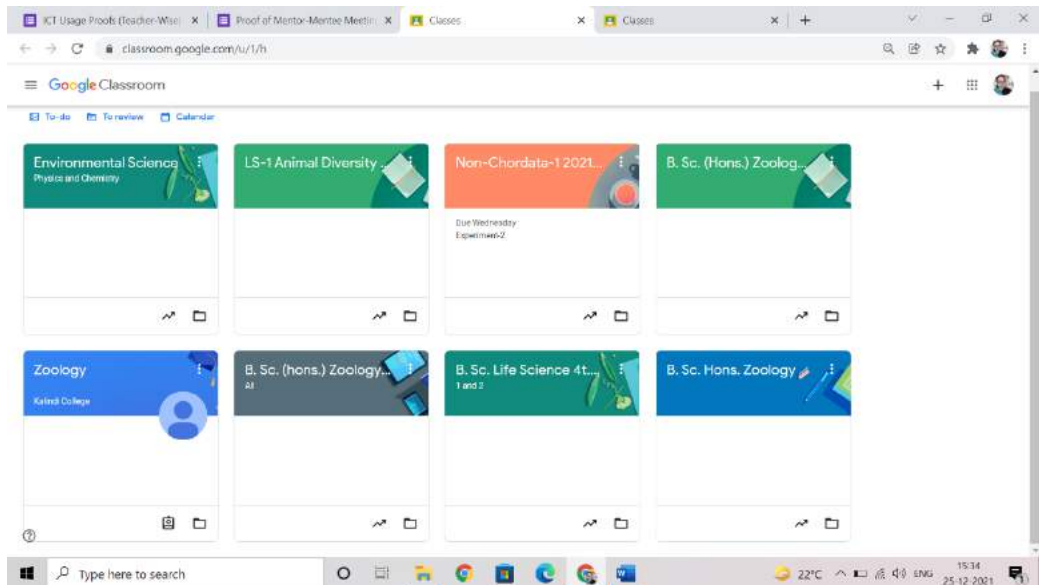 ICT Usage Proofs (Teacher-Wise)
Proof of Mentor-Mentee Meetin
Classes
Classes
classroom.google.com/u/1/h
Google Classroom
To-do To review Calendar
Environmental Science
Physics and Chemistry
LS-1 Animal Diversity ...
Non-Chordata-1 2021...
Due Wednesday
Experiment-2
B. Sc. (Hons.) Zoolog...
Zoology
Kalindi College
B. Sc. (hons.) Zoology...
All
B. Sc. Life Science 4t...
1 and 2
B. Sc. Hons. Zoology
Type here to search
22°C
ENG
15:34
25-12-2021